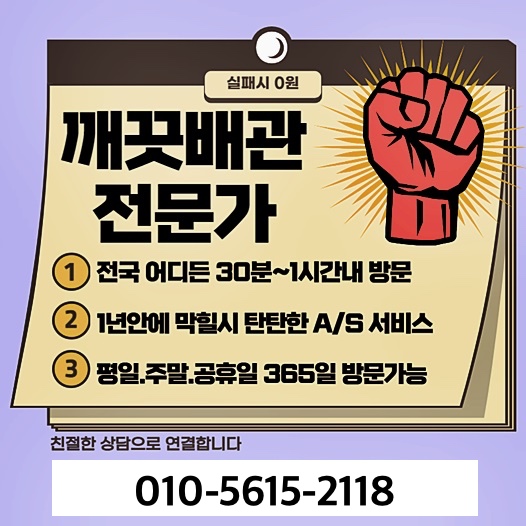 실패시 0원
깨끗배관
전문가
1 전국 어디든 30분~1시간내 방문
2 1년안에 막힐시 탄탄한 A/S 서비스
3 평일.주말.공휴일 365일 방문가능
친절한 상담으로 연결합니다
010-5615-2118